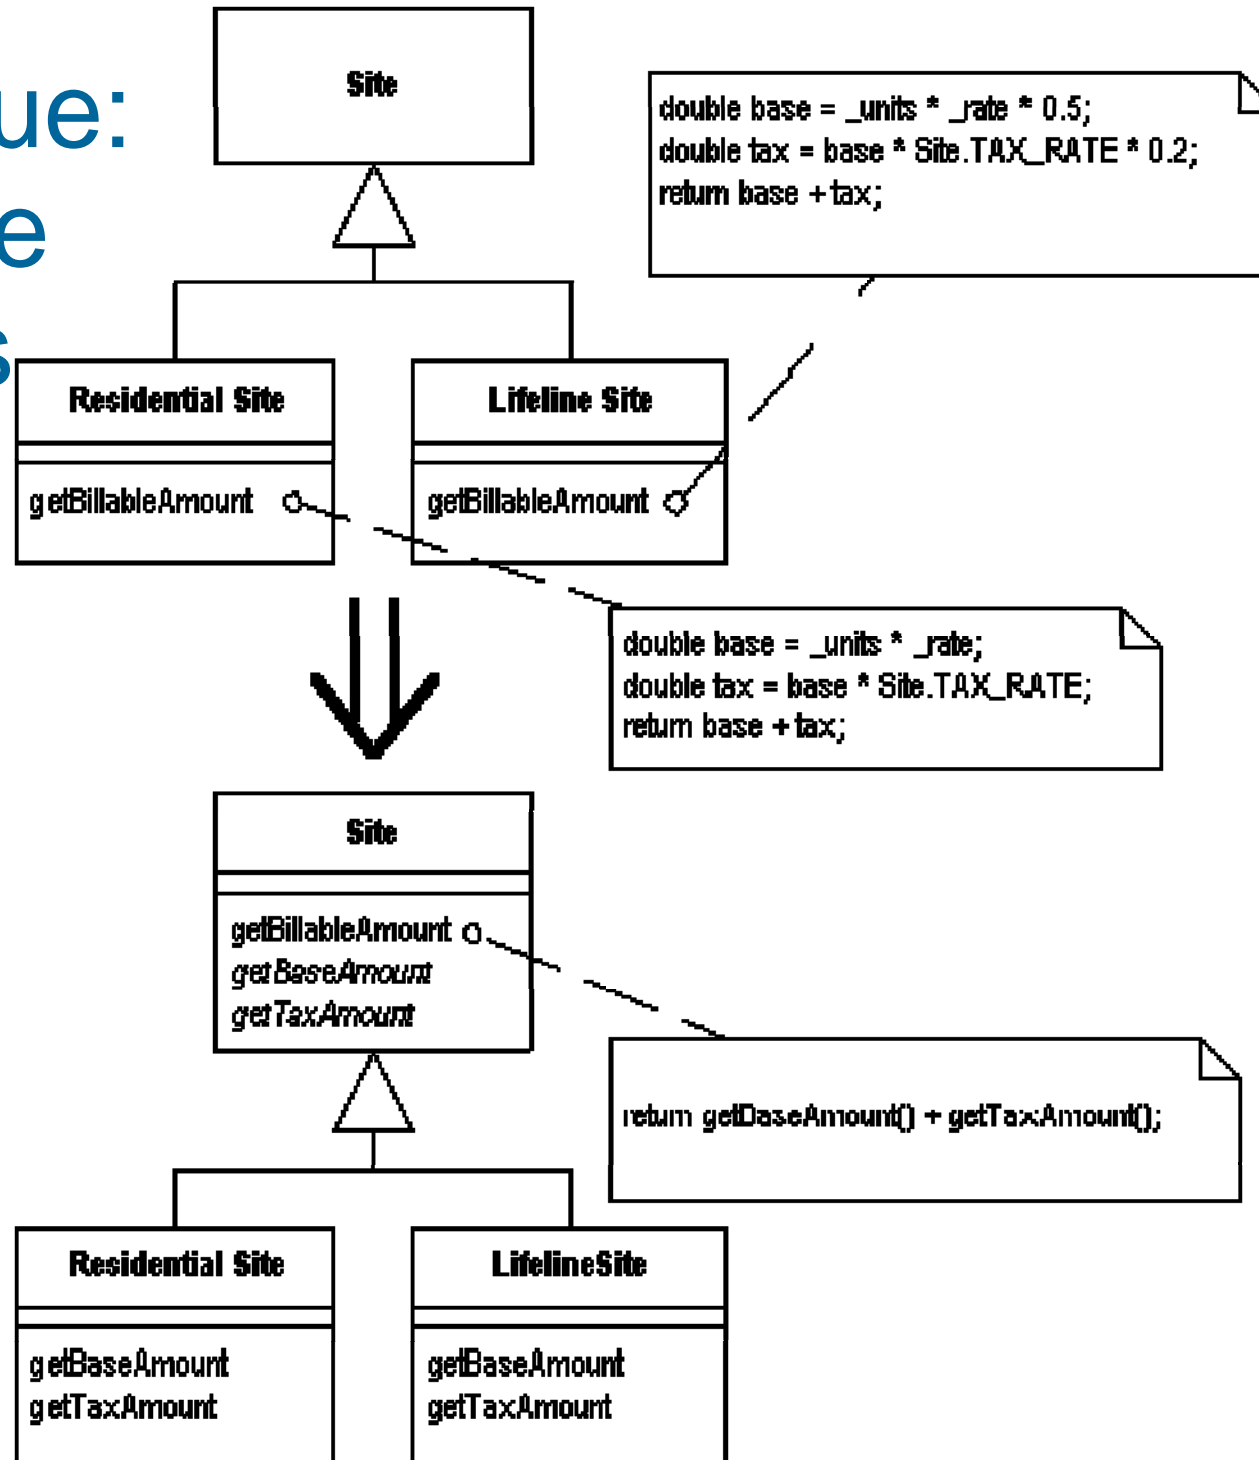 ue:
e
s
Site
double base = _units * _rate * 0.5;
double tax = base * Site.TAX_RATE * 0.2;
return base + tax;
Residential Site
getBillableAmount
Lifeline Site
getBillableAmount
double base = _units * _rate;
double tax = base * Site.TAX_RATE;
return base + tax;
Site
getBillableAmount
getBaseAmount
getTaxAmount
return getBaseAmount() + getTaxAmount();
Residential Site
getBaseAmount
getTaxAmount
LifelineSite
getBaseAmount
getTaxAmount